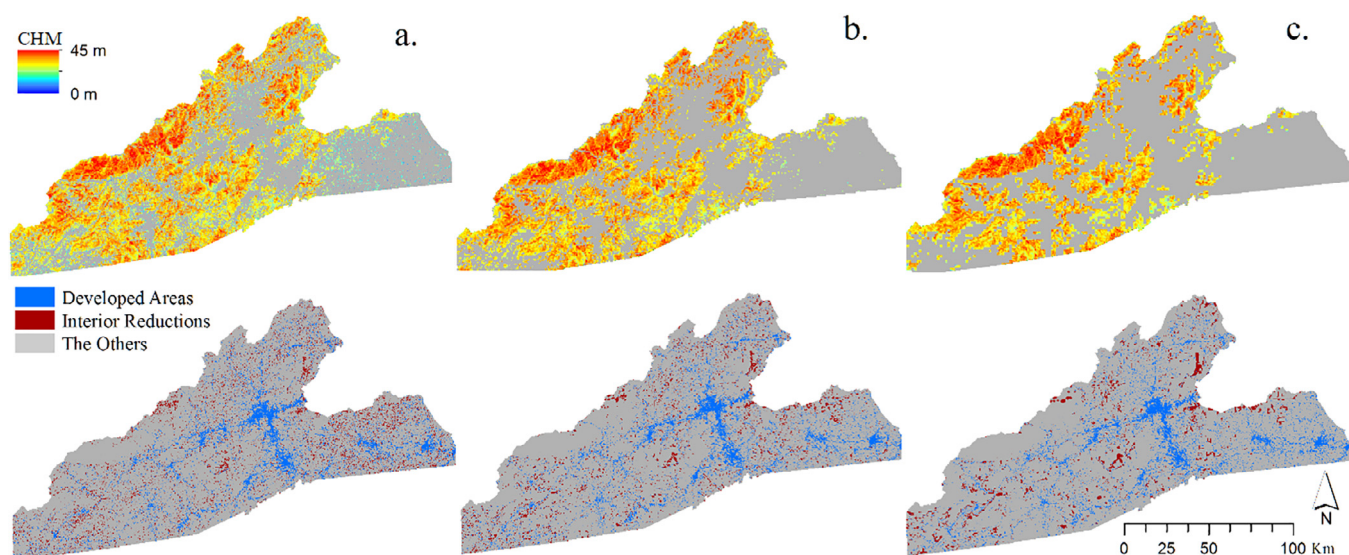 CHM
45 m
0 m
a.
b.
c.
Developed Areas
Interior Reductions
The Others
N
0 25 50 100 Km